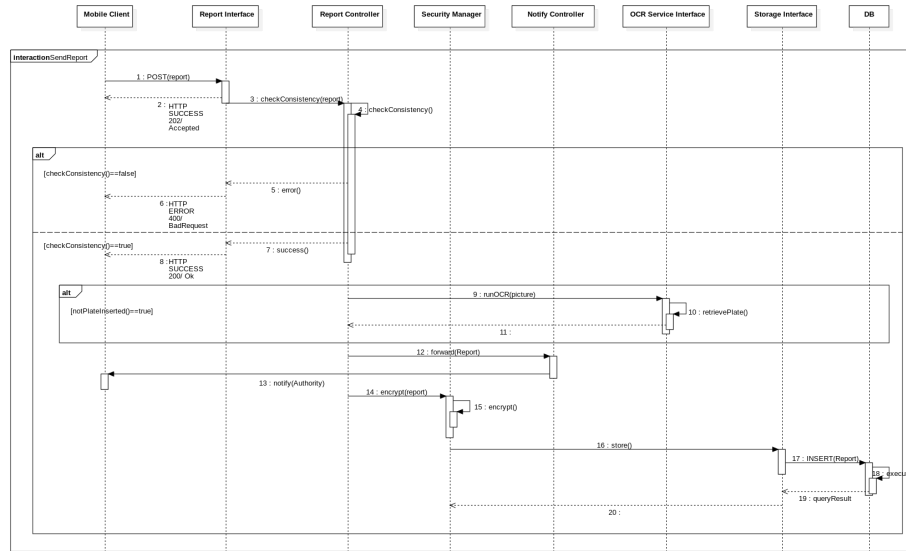 Mobile Client
Report Interface
Report Controller
Security Manager
Notify Controller
OCR Service Interface
Storage Interface
DB
interactionSendReport
1 : POST(report)
2 :
HTTP
SUCCESS
202/
Accepted
3 : checkConsistency(report)
4 : checkConsistency()
alt
[checkConsistency()==false]
5 : error()
6 :
HTTP
ERROR
400/
BadRequest
[checkConsistency()==true]
7 : success()
8 :
HTTP
SUCCESS
200/ Ok
alt
[notPlateInserted()==true]
9 : runOCR(picture)
10 : retrievePlate()
11 :
12 : forward(Report)
13 : notify(Authority)
14 : encrypt(report)
15 : encrypt()
16 : store()
17 : INSERT(Report)
18 : execu
19 : queryResult
20 :